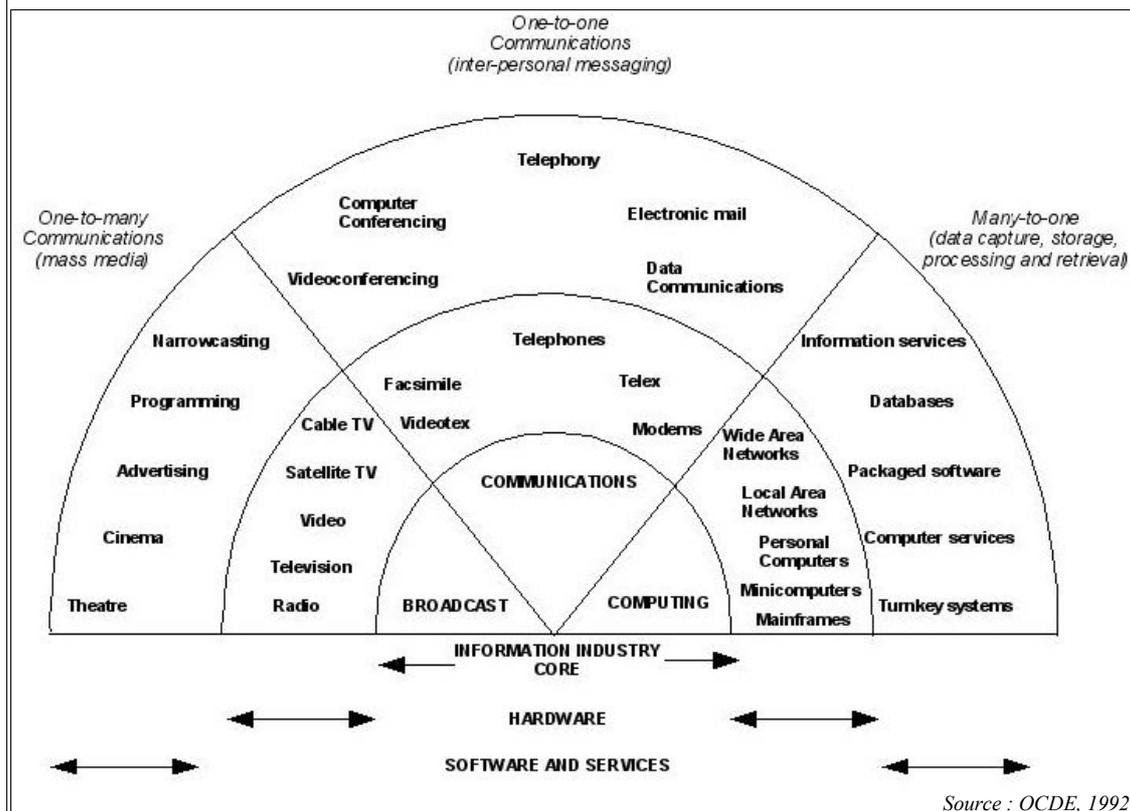 One-to-one
Communications
(inter-personal messaging)
One-to-many
Communications
(mass media)
Many-to-one
(data capture, storage,
processing and retrieval)
Telephony
Computer
Conferencing
Electronic mail
Videoconferencing
Data
Communications
Narrowcasting
Programming
Advertising
Cinema
Theatre
Telephones
Facsimile
Telex
Videotex
Modems
Cable TV
Satellite TV
Video
Television
Radio
Wide Area
Networks
Local Area
Networks
Personal
Computers
Minicomputers
Mainframes
Information services
Databases
Packaged software
Computer services
Turnkey systems
COMMUNICATIONS
BROADCAST
COMPUTING
INFORMATION INDUSTRY
CORE
HARDWARE
SOFTWARE AND SERVICES
Source : OCDE, 1992